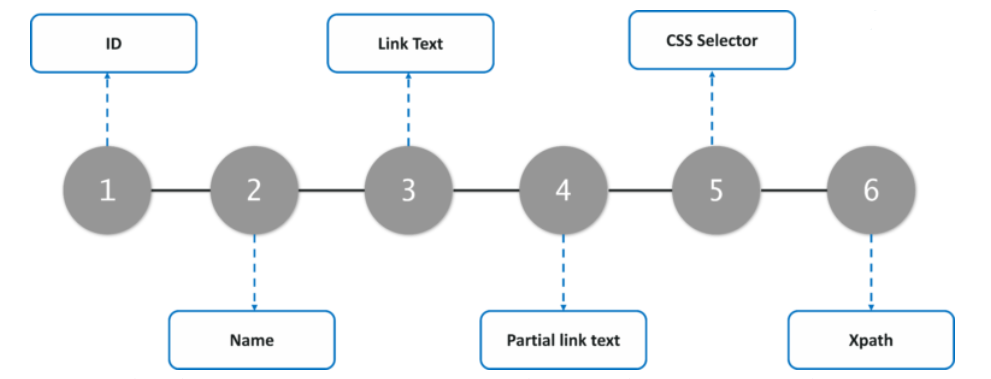 ID
Link Text
CSS Selector
1
2
3
4
5
6
Name
Partial link text
Xpath